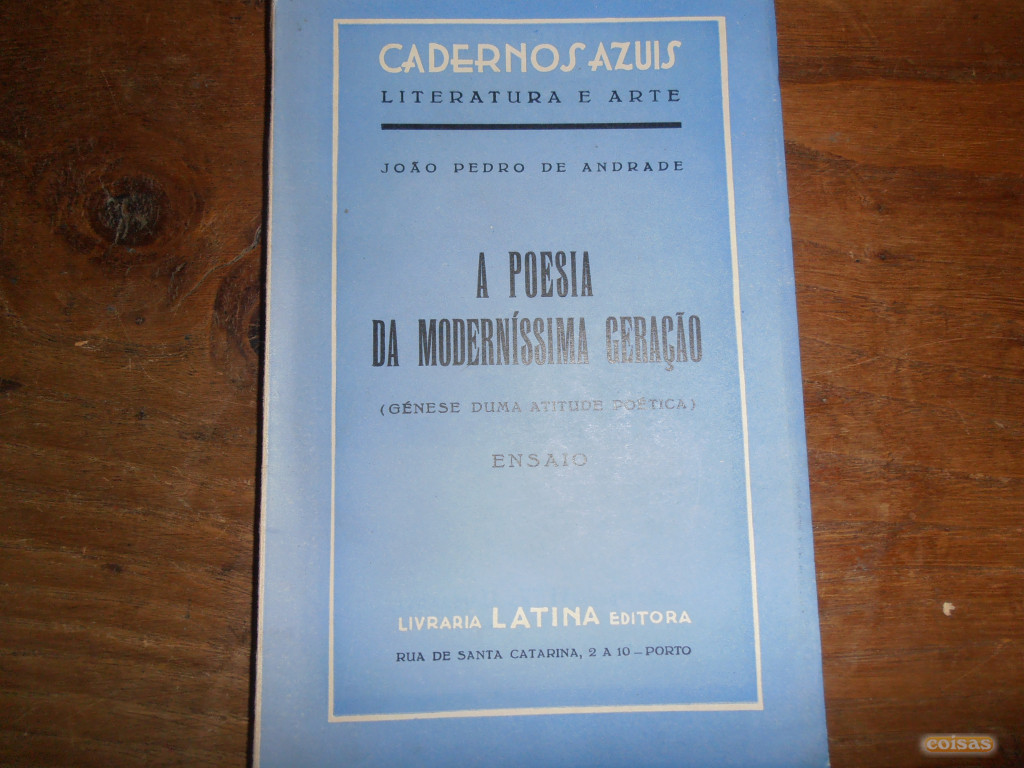 CADERNOS AZUIS
LITERATURA E ARTE
JOÃO PEDRO DE ANDRADE
A POESIA
DA MODERNÍSSIMA GERAÇÃO
(GÉNESE DUMA ATITUDE POÉTICA)
ENSAIO
LIVRARIA LATINA EDITORA
RUA DE SANTA CATARINA, 2 A 10 — PORTO
coisas